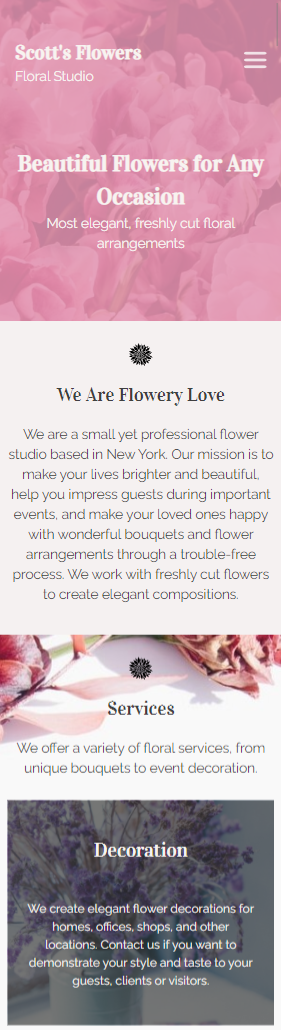 Scott's Flowers
Floral Studio
Beautiful Flowers for Any
Occasion
Most elegant, freshly cut floral
arrangements
We Are Flowery Love
We are a small yet professional flower
studio based in New York. Our mission is to
make your lives brighter and beautiful,
help you impress guests during important
events, and make your loved ones happy
with wonderful bouquets and flower
arrangements through a trouble-free
process. We work with freshly cut flowers
to create elegant compositions.
Services
We offer a variety of floral services, from
unique bouquets to event decoration.
Decoration
We create elegant flower decorations for
homes, offices, shops, and other
locations. Contact us if you want to
demonstrate your style and taste to your
guests, clients or visitors.